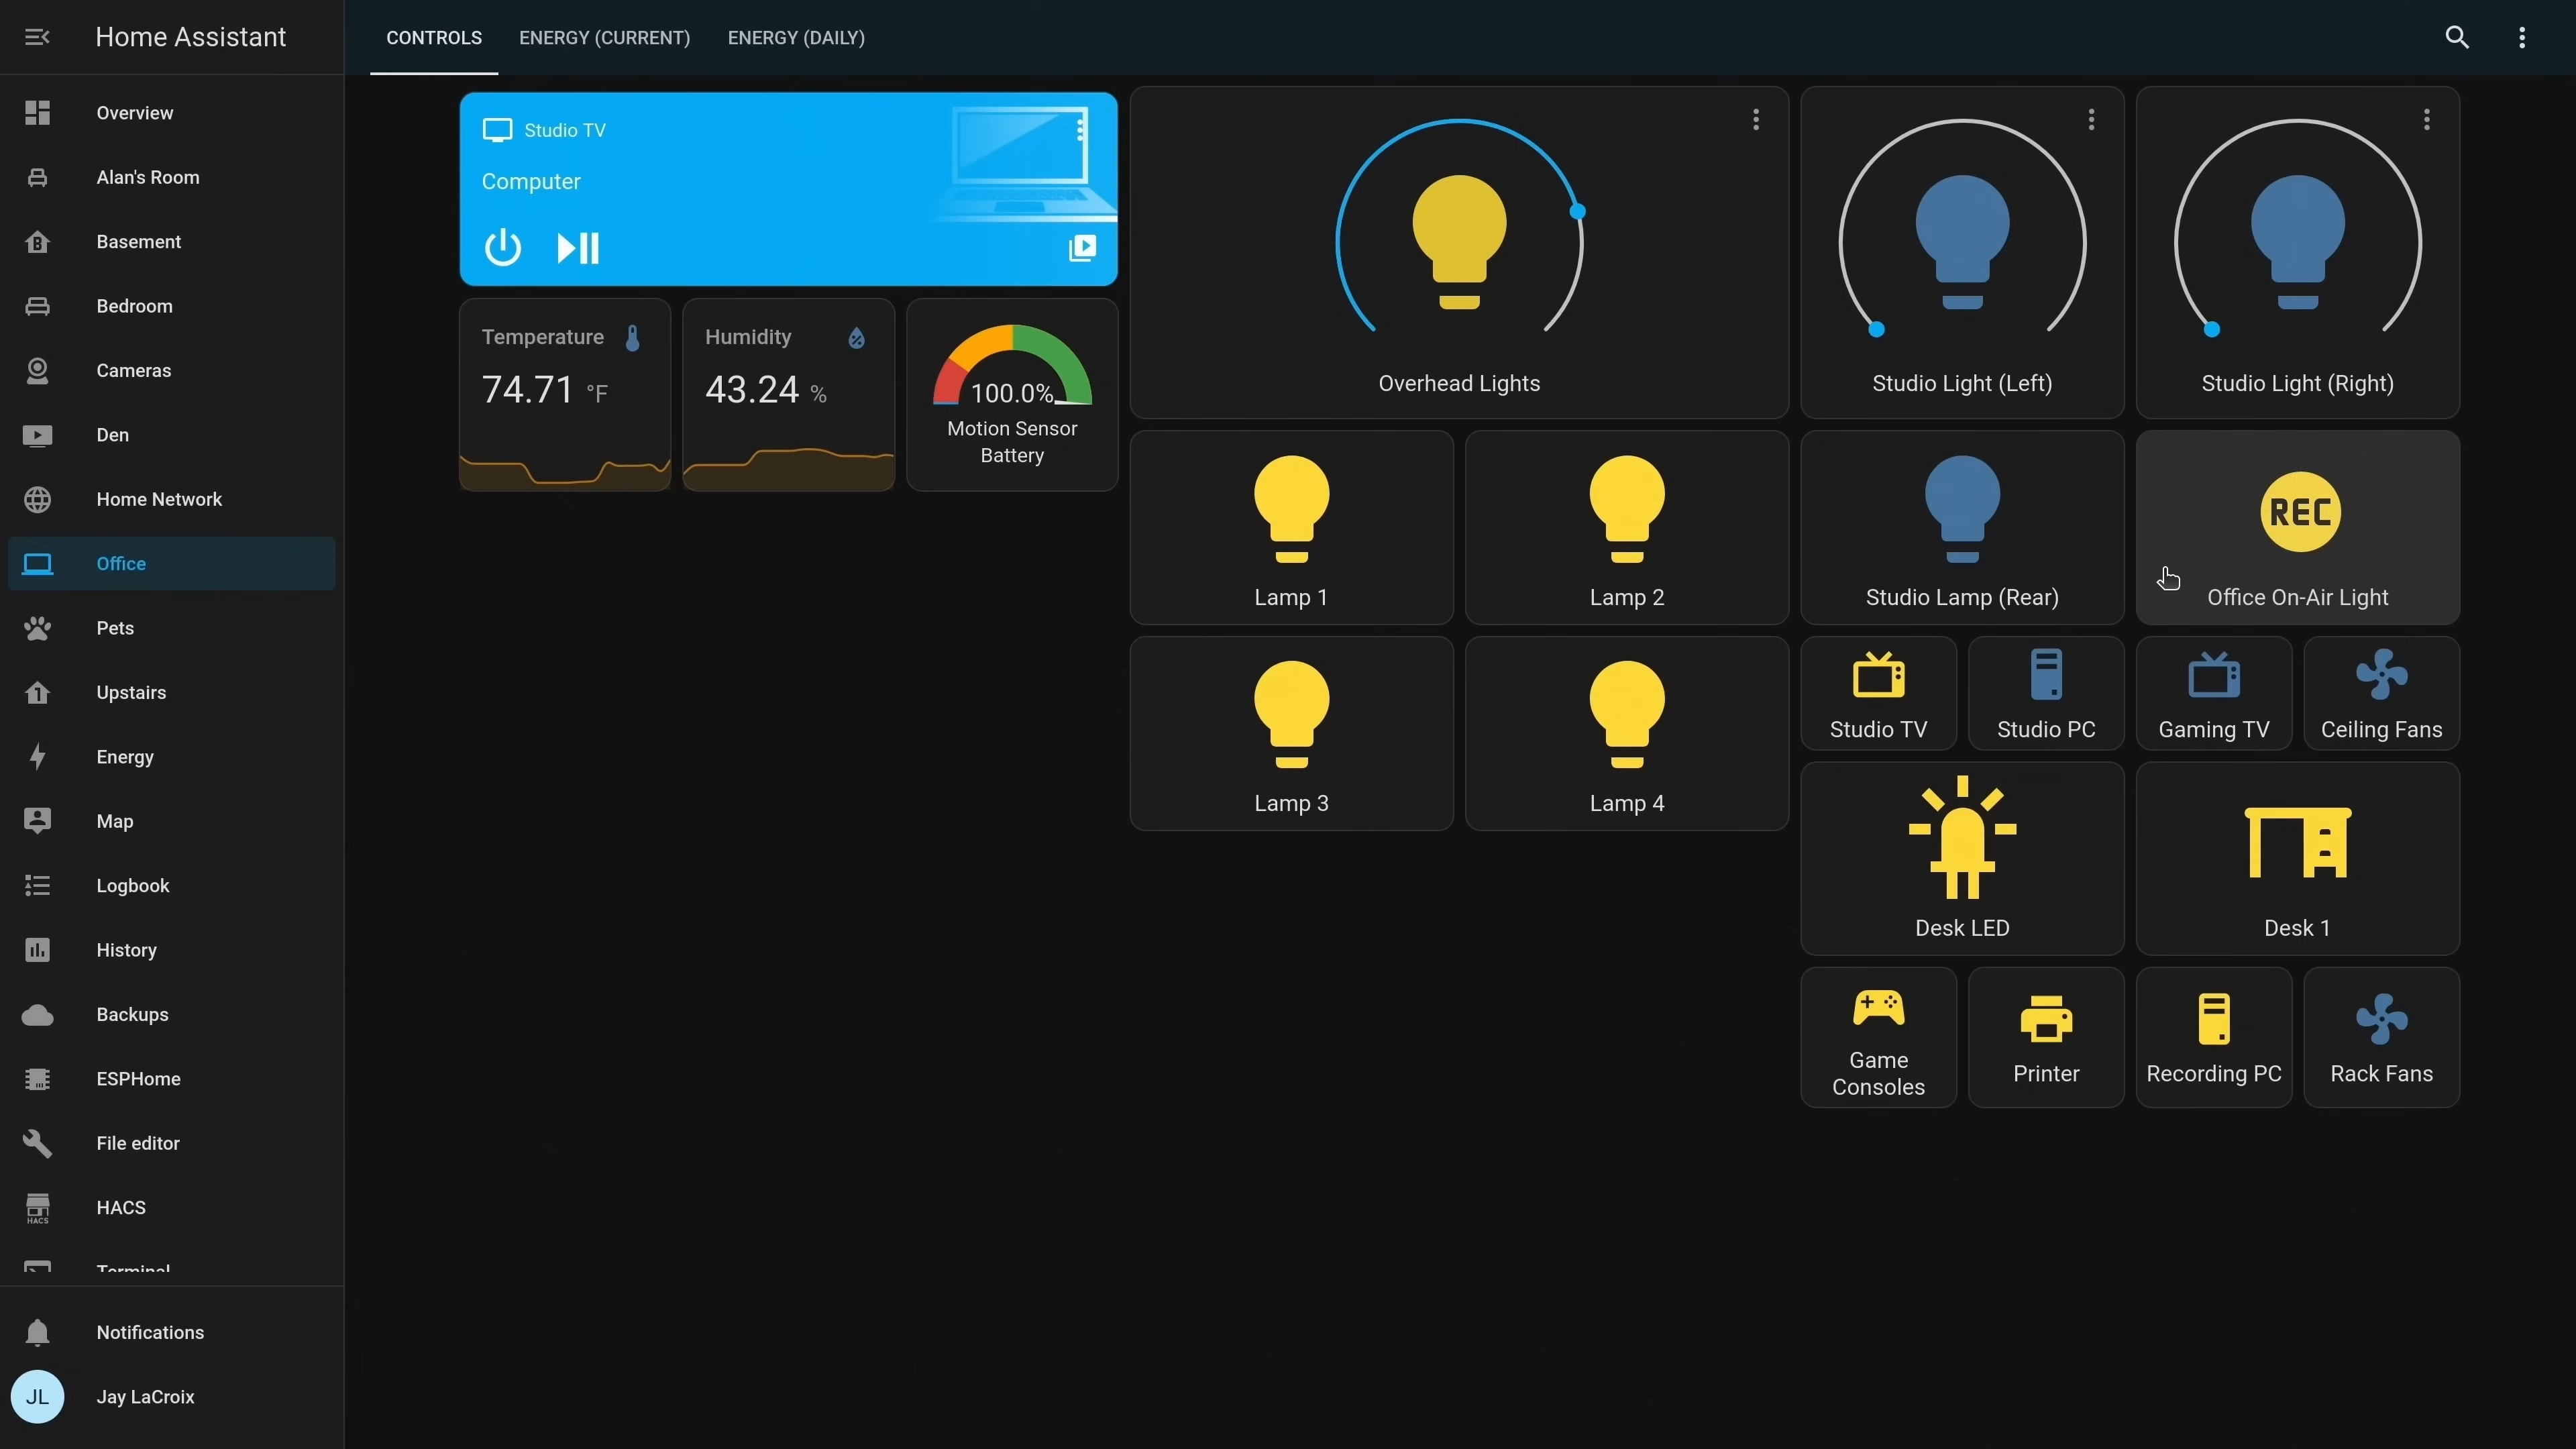 Home Assistant
Overview
Alan's Room
Basement
Bedroom
Cameras
Den
Home Network
Office
Pets
Upstairs
Energy
Map
Logbook
History
Backups
ESPHome
File editor
HACS
HACS
Terminal
Notifications
JL
Jay LaCroix
CONTROLS
ENERGY (CURRENT)
ENERGY (DAILY)
Studio TV
Computer
Temperature
74.71 °F
Humidity
43.24 %
100.0%
Motion Sensor
Battery
Overhead Lights
Studio Light (Left)
Studio Light (Right)
Lamp 1
Lamp 2
Studio Lamp (Rear)
REC
Office On-Air Light
Lamp 3
Lamp 4
Studio TV
Studio PC
Gaming TV
Ceiling Fans
Desk LED
Desk 1
Game
Consoles
Printer
Recording PC
Rack Fans